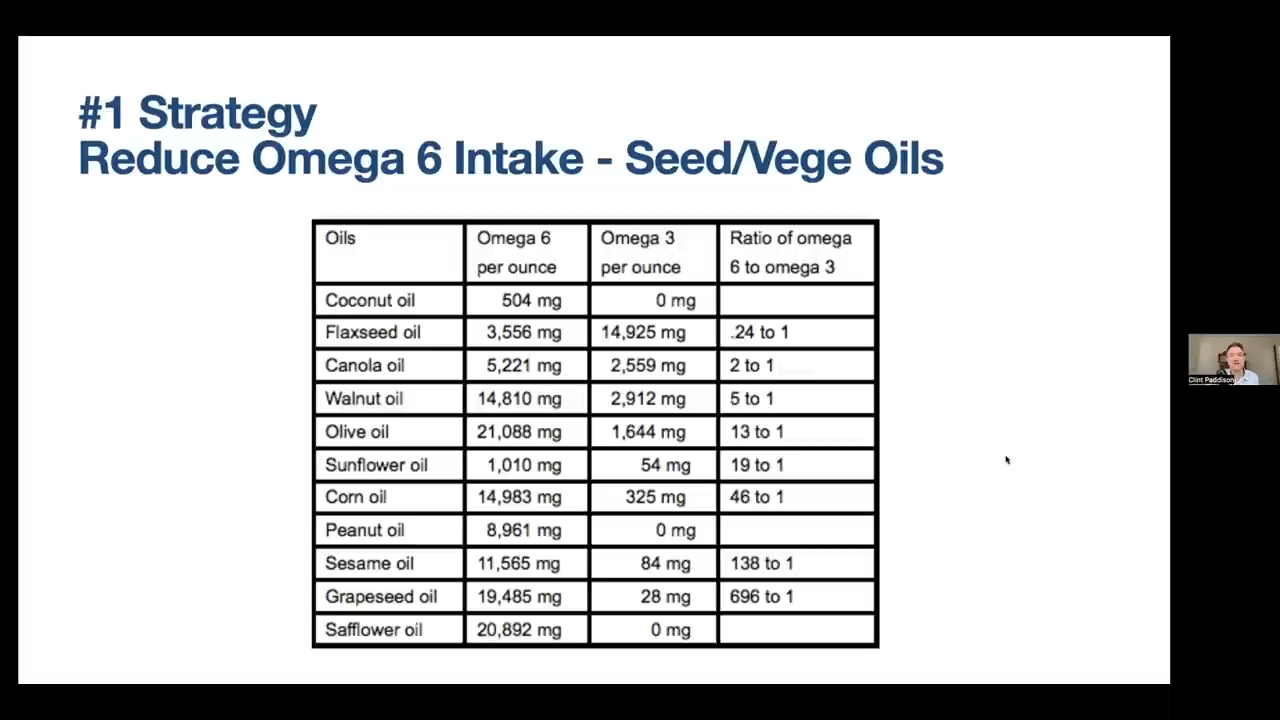 #1 Strategy
Reduce Omega 6 Intake - Seed/Vege Oils
Oils Omega 6 per ounce Omega 3 per ounce Ratio of omega 6 to omega 3
Coconut oil 504 mg 0 mg
Flaxseed oil 3,556 mg 14,925 mg .24 to 1
Canola oil 5,221 mg 2,559 mg 2 to 1
Walnut oil 14,810 mg 2,912 mg 5 to 1
Olive oil 21,088 mg 1,644 mg 13 to 1
Sunflower oil 1,010 mg 54 mg 19 to 1
Corn oil 14,983 mg 325 mg 46 to 1
Peanut oil 8,961 mg 0 mg
Sesame oil 11,565 mg 84 mg 138 to 1
Grapeseed oil 19,485 mg 28 mg 696 to 1
Safflower oil 20,892 mg 0 mg
Clint Paddison